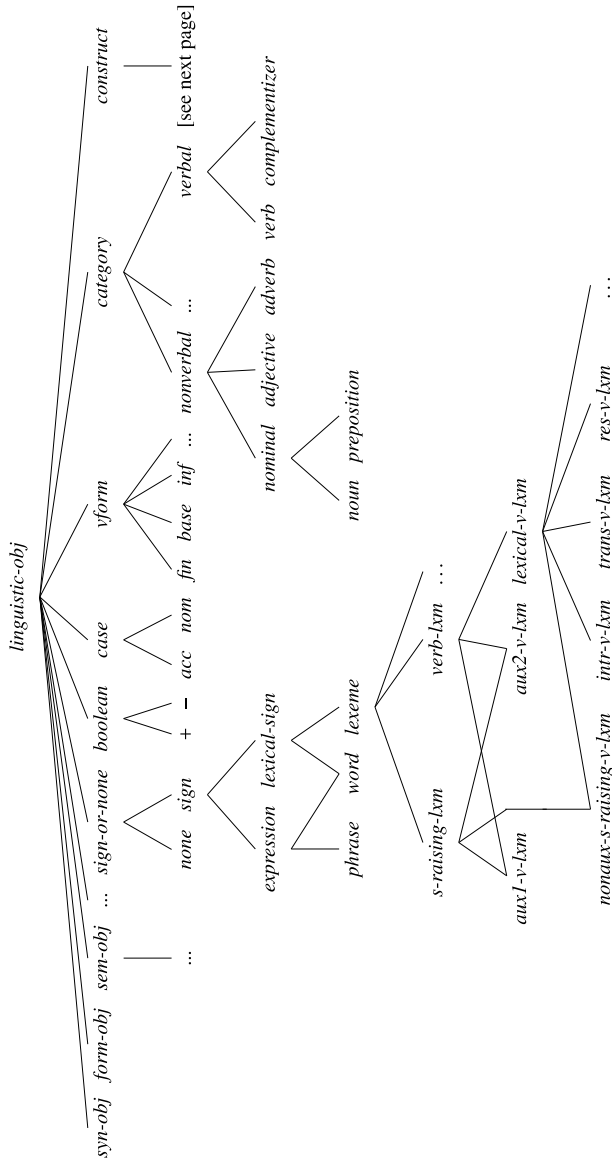 linguistic-obj
syn-obj form-obj sem-obj ... sign-or-none boolean case vform category construct
... none sign + − acc nom fin base inf ... nonverbal ... verbal [see next page]
expression lexical-sign nominal adjective adverb verb complementizer
phrase word lexeme noun preposition
s-raising-lxm verb-lxm ...
aux1-v-lxm aux2-v-lxm lexical-v-lxm
nonaux-s-raising-v-lxm intr-v-lxm trans-v-lxm res-v-lxm ...